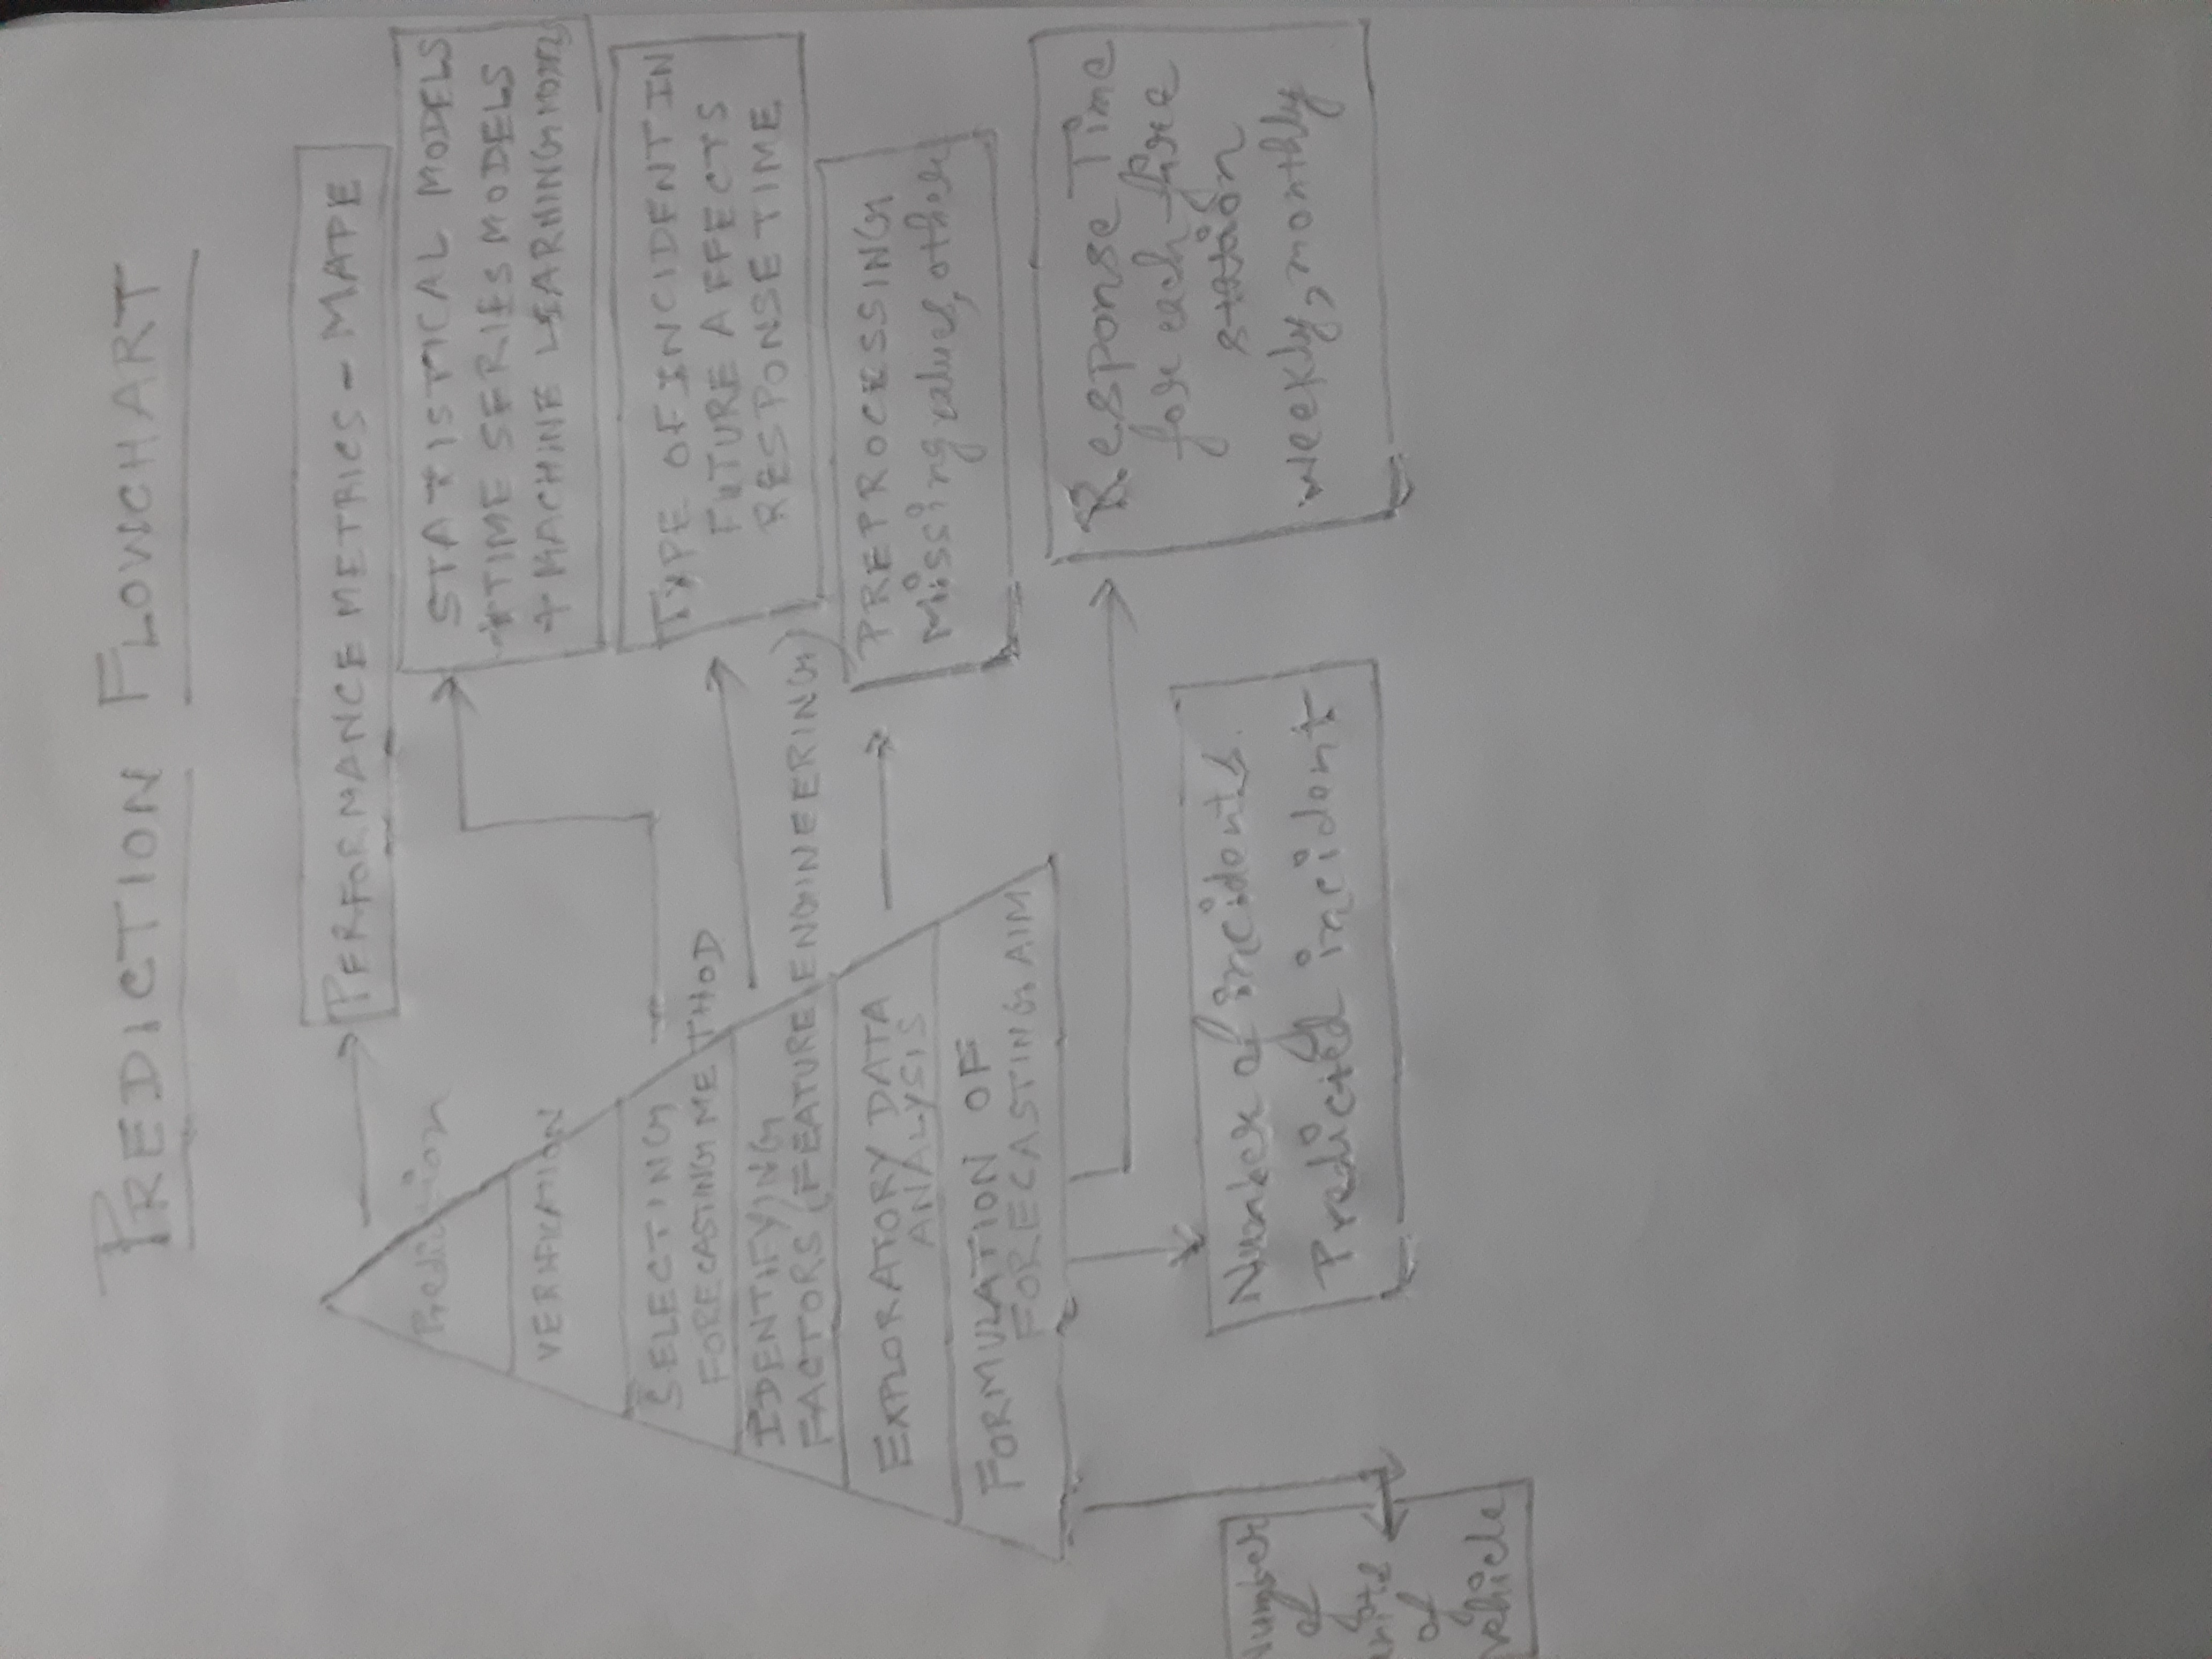 PREDICTION FLOWCHART
PERFORMANCE METRICS - MAPE
Prediction
STATISTICAL MODELS
* TIME SERIES MODELS
+ MACHINE LEARNING MODELS
VERIFICATION
SELECTING
FORECASTING METHOD
TYPE OF INCIDENT IN
FUTURE AFFECTS
RESPONSE TIME
IDENTIFYING
FACTORS (FEATURE ENGINEERING)
PREPROCESSING
Missing values, other
EXPLORATORY DATA
ANALYSIS
FORMULATION OF
FORECASTING AIM
Response Time
for each fire
station
weekly, monthly
Number of incidents.
Predicted incident
Number
of
units
of
vehicle